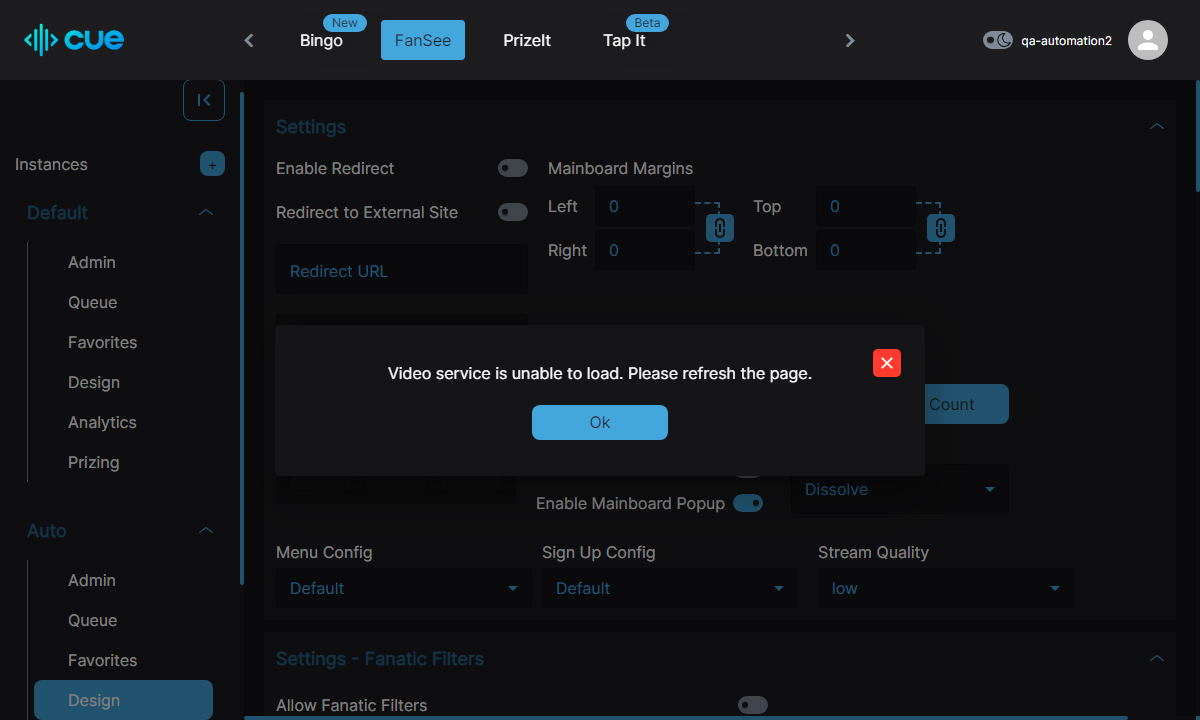 cue
New
Bingo
FanSee
PrizeIt
Beta
Tap It
qa-automation2
Instances
+
Default
Admin
Queue
Favorites
Design
Analytics
Prizing
Auto
Admin
Queue
Favorites
Design
Settings
Enable Redirect
Redirect to External Site
Redirect URL
Mainboard Margins
Left 0
Top 0
Right 0
Bottom 0
Video service is unable to load. Please refresh the page.
Ok
Count
Enable Mainboard Popup
Dissolve
Menu Config
Default
Sign Up Config
Default
Stream Quality
low
Settings - Fanatic Filters
Allow Fanatic Filters